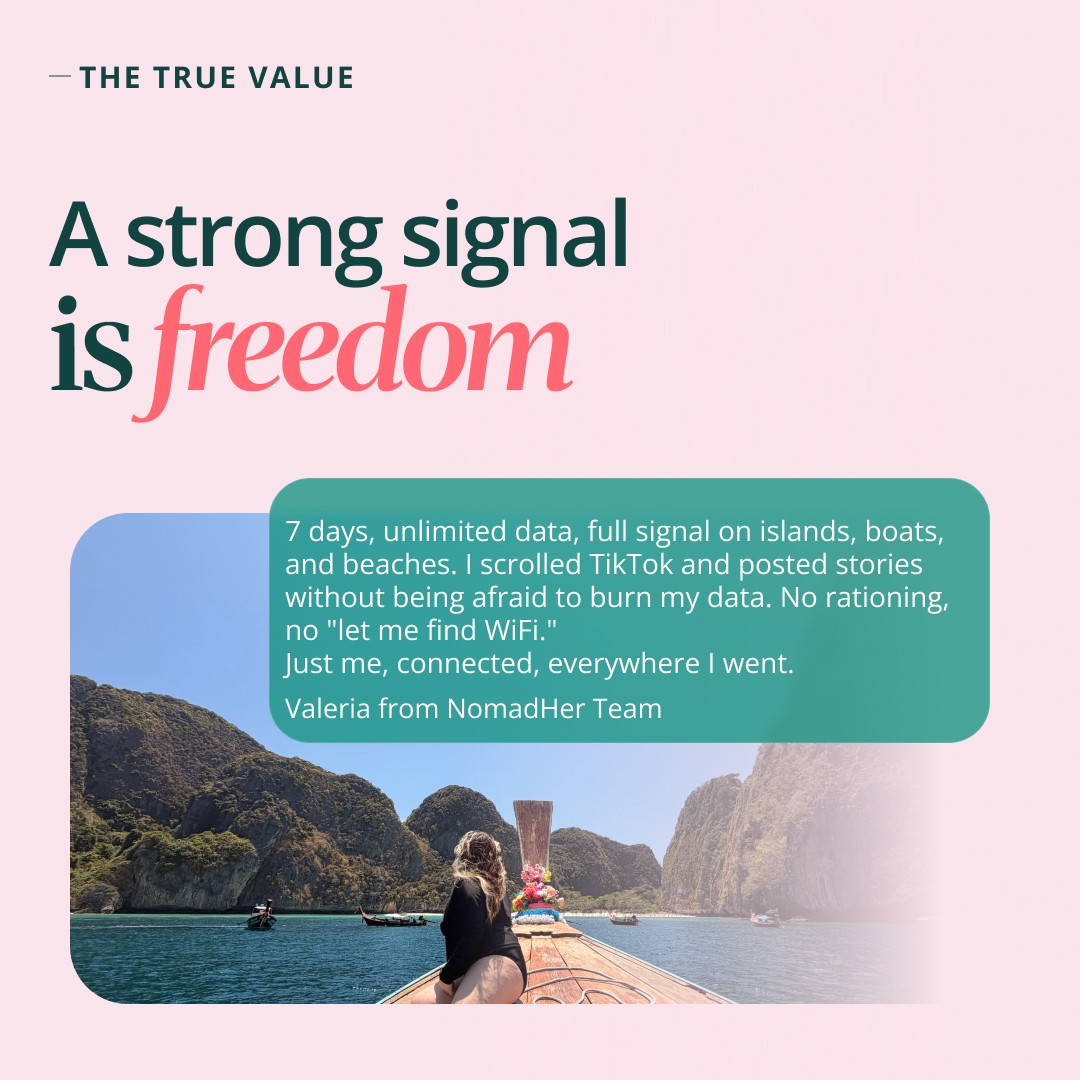 — THE TRUE VALUE
A strong signal
is freedom
7 days, unlimited data, full signal on islands, boats,
and beaches. I scrolled TikTok and posted stories
without being afraid to burn my data. No rationing,
no "let me find WiFi."
Just me, connected, everywhere I went.
Valeria from NomadHer Team